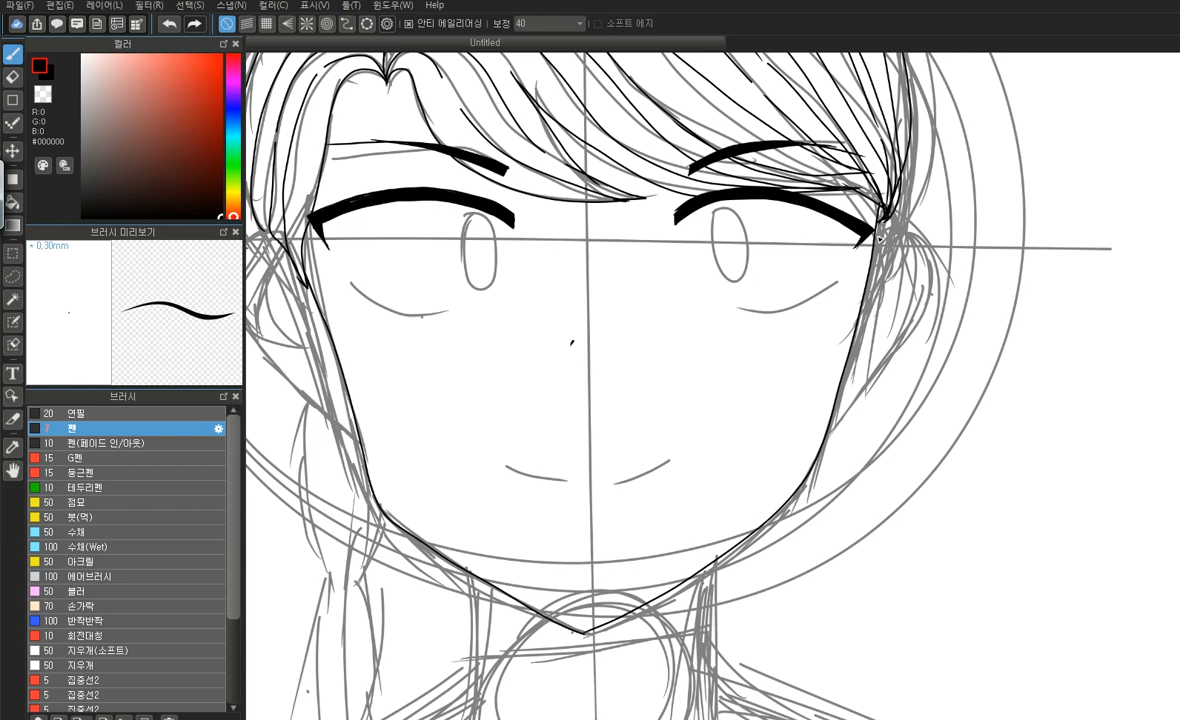 파일(F) 편집(E) 레이어(L) 필터(R) 선택(S) 스냅(N) 컬러(C) 표시(V) 툴(T) 윈도우(W) Help
안티 에일리어싱 보정 40 소프트 에지
컬러
Untitled
R:0
G:0
B:0
#000000
브러시 미리보기
* 0.30mm
브러시
20 연필
7 펜
10 펜(페이드 인/아웃)
15 G펜
15 둥근펜
10 테두리펜
50 점묘
50 붓(먹)
50 수채
100 수채(Wet)
50 아크릴
100 에어브러시
50 블러
70 손가락
100 반짝반짝
10 회전대칭
50 지우개(소프트)
50 지우개
5 집중선2
5 집중선2
5 집중선2